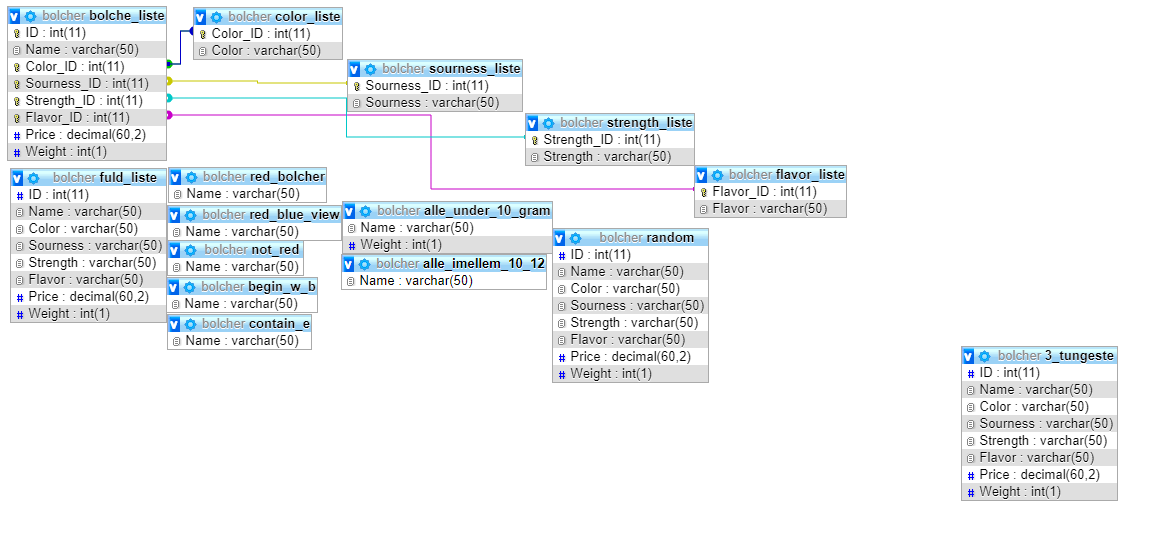 bolcher bolche_liste
ID : int(11)
Name : varchar(50)
Color_ID : int(11)
Sourness_ID : int(11)
Strength_ID : int(11)
Flavor_ID : int(11)
Price : decimal(60,2)
Weight : int(1)
bolcher color_liste
Color_ID : int(11)
Color : varchar(50)
bolcher sourness_liste
Sourness_ID : int(11)
Sourness : varchar(50)
bolcher strength_liste
Strength_ID : int(11)
Strength : varchar(50)
bolcher flavor_liste
Flavor_ID : int(11)
Flavor : varchar(50)
bolcher fuld_liste
ID : int(11)
Name : varchar(50)
Color : varchar(50)
Sourness : varchar(50)
Strength : varchar(50)
Flavor : varchar(50)
Price : decimal(60,2)
Weight : int(1)
bolcher red_bolcher
Name : varchar(50)
bolcher red_blue_view
Name : varchar(50)
bolcher not_red
Name : varchar(50)
bolcher begin_w_b
Name : varchar(50)
bolcher contain_e
Name : varchar(50)
bolcher alle_under_10_gram
Name : varchar(50)
Weight : int(1)
bolcher alle_imellem_10_12
Name : varchar(50)
bolcher random
ID : int(11)
Name : varchar(50)
Color : varchar(50)
Sourness : varchar(50)
Strength : varchar(50)
Flavor : varchar(50)
Price : decimal(60,2)
Weight : int(1)
bolcher 3_tungeste
ID : int(11)
Name : varchar(50)
Color : varchar(50)
Sourness : varchar(50)
Strength : varchar(50)
Flavor : varchar(50)
Price : decimal(60,2)
Weight : int(1)